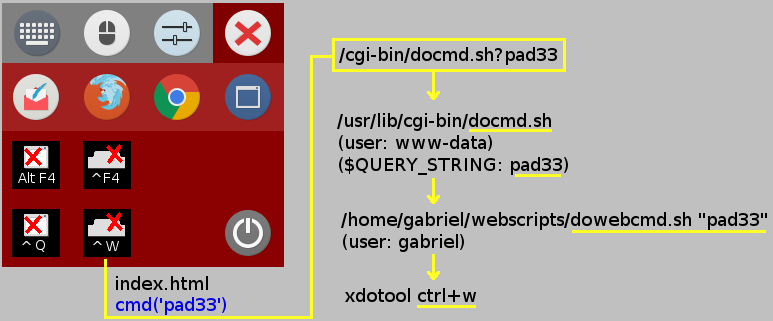 Alt F4
^F4
^Q
^W
index.html
cmd('pad33')
/cgi-bin/docmd.sh?pad33
/usr/lib/cgi-bin/docmd.sh
(user: www-data)
($QUERY_STRING: pad33)
/home/gabriel/webscripts/dowebcmd.sh "pad33"
(user: gabriel)
xdotool ctrl+w